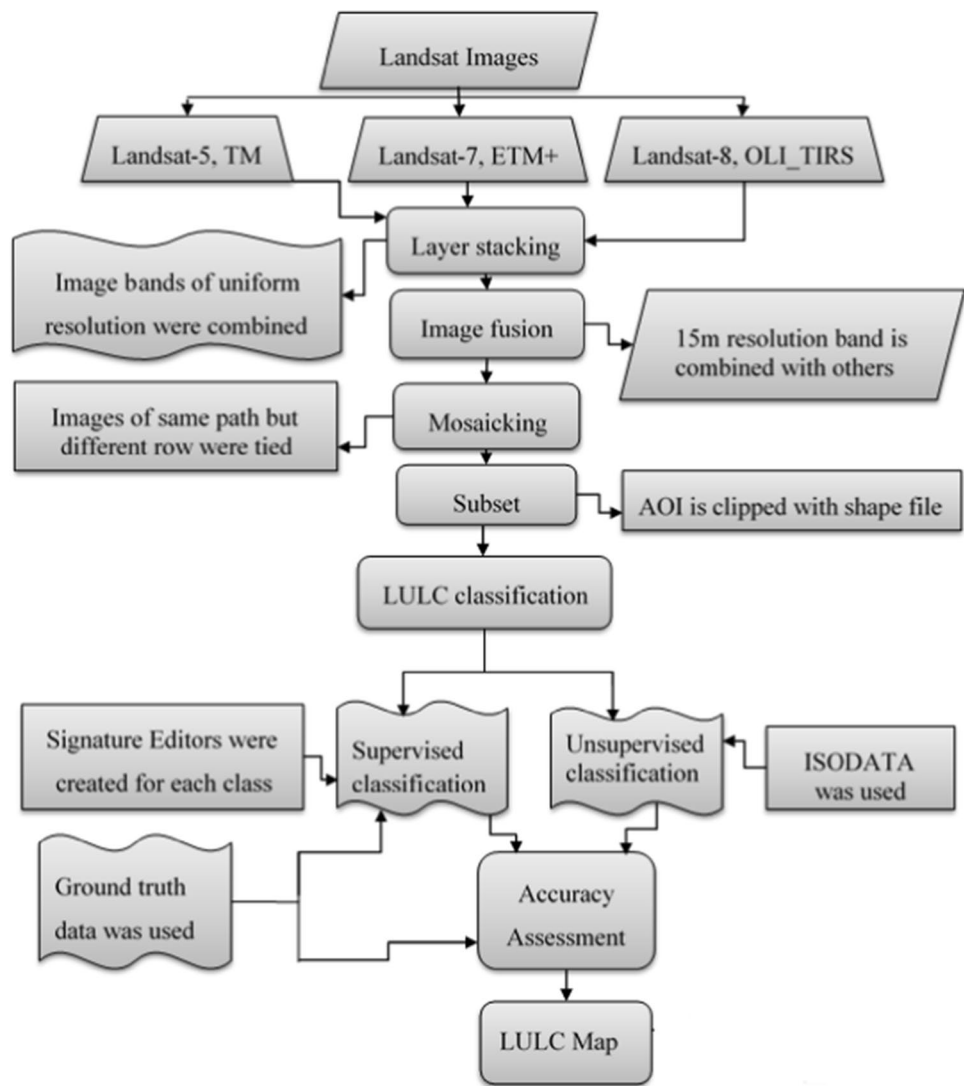 Landsat Images
Landsat-5, TM
Landsat-7, ETM+
Landsat-8, OLI_TIRS
Layer stacking
Image bands of uniform
resolution were combined
Image fusion
15m resolution band is
combined with others
Images of same path but
different row were tied
Mosaicking
Subset
AOI is clipped with shape file
LULC classification
Signature Editors were
created for each class
Supervised
classification
Unsupervised
classification
ISODATA
was used
Ground truth
data was used
Accuracy
Assessment
LULC Map